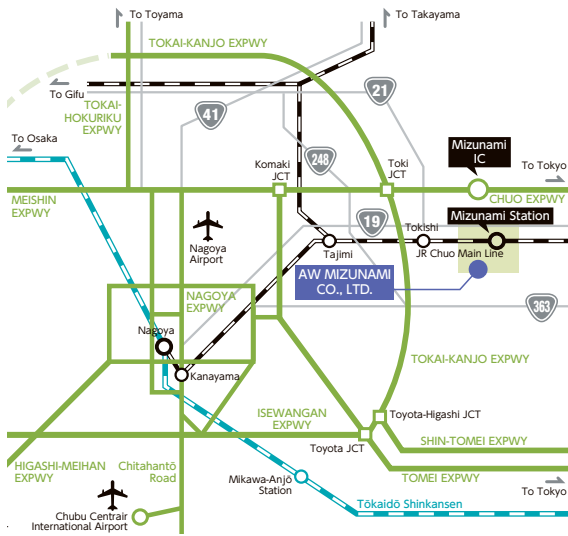 To Toyama
To Takayama
TOKAI-KANJO EXPWY
To Gifu
21
TOKAI-
HOKURIKU
EXPWY
41
To Osaka
248
Mizunami
IC
Komaki
JCT
Toki
JCT
To Tokyo
MEISHIN
EXPWY
CHUO EXPWY
19
Mizunami Station
Tokishi
Nagoya
Airport
Tajimi
JR Chuo Main Line
AW MIZUNAMI
CO., LTD.
NAGOYA
EXPWY
363
Nagoya
TOKAI-KANJO EXPWY
Kanayama
ISEWANGAN
EXPWY
Toyota-Higashi JCT
Toyota JCT
SHIN-TOMEI EXPWY
HIGASHI-MEIHAN
EXPWY
Chitahantō
Road
TOMEI EXPWY
Mikawa-Anjō
Station
To Tokyo
Tōkaidō Shinkansen
Chubu Centrair
International Airport